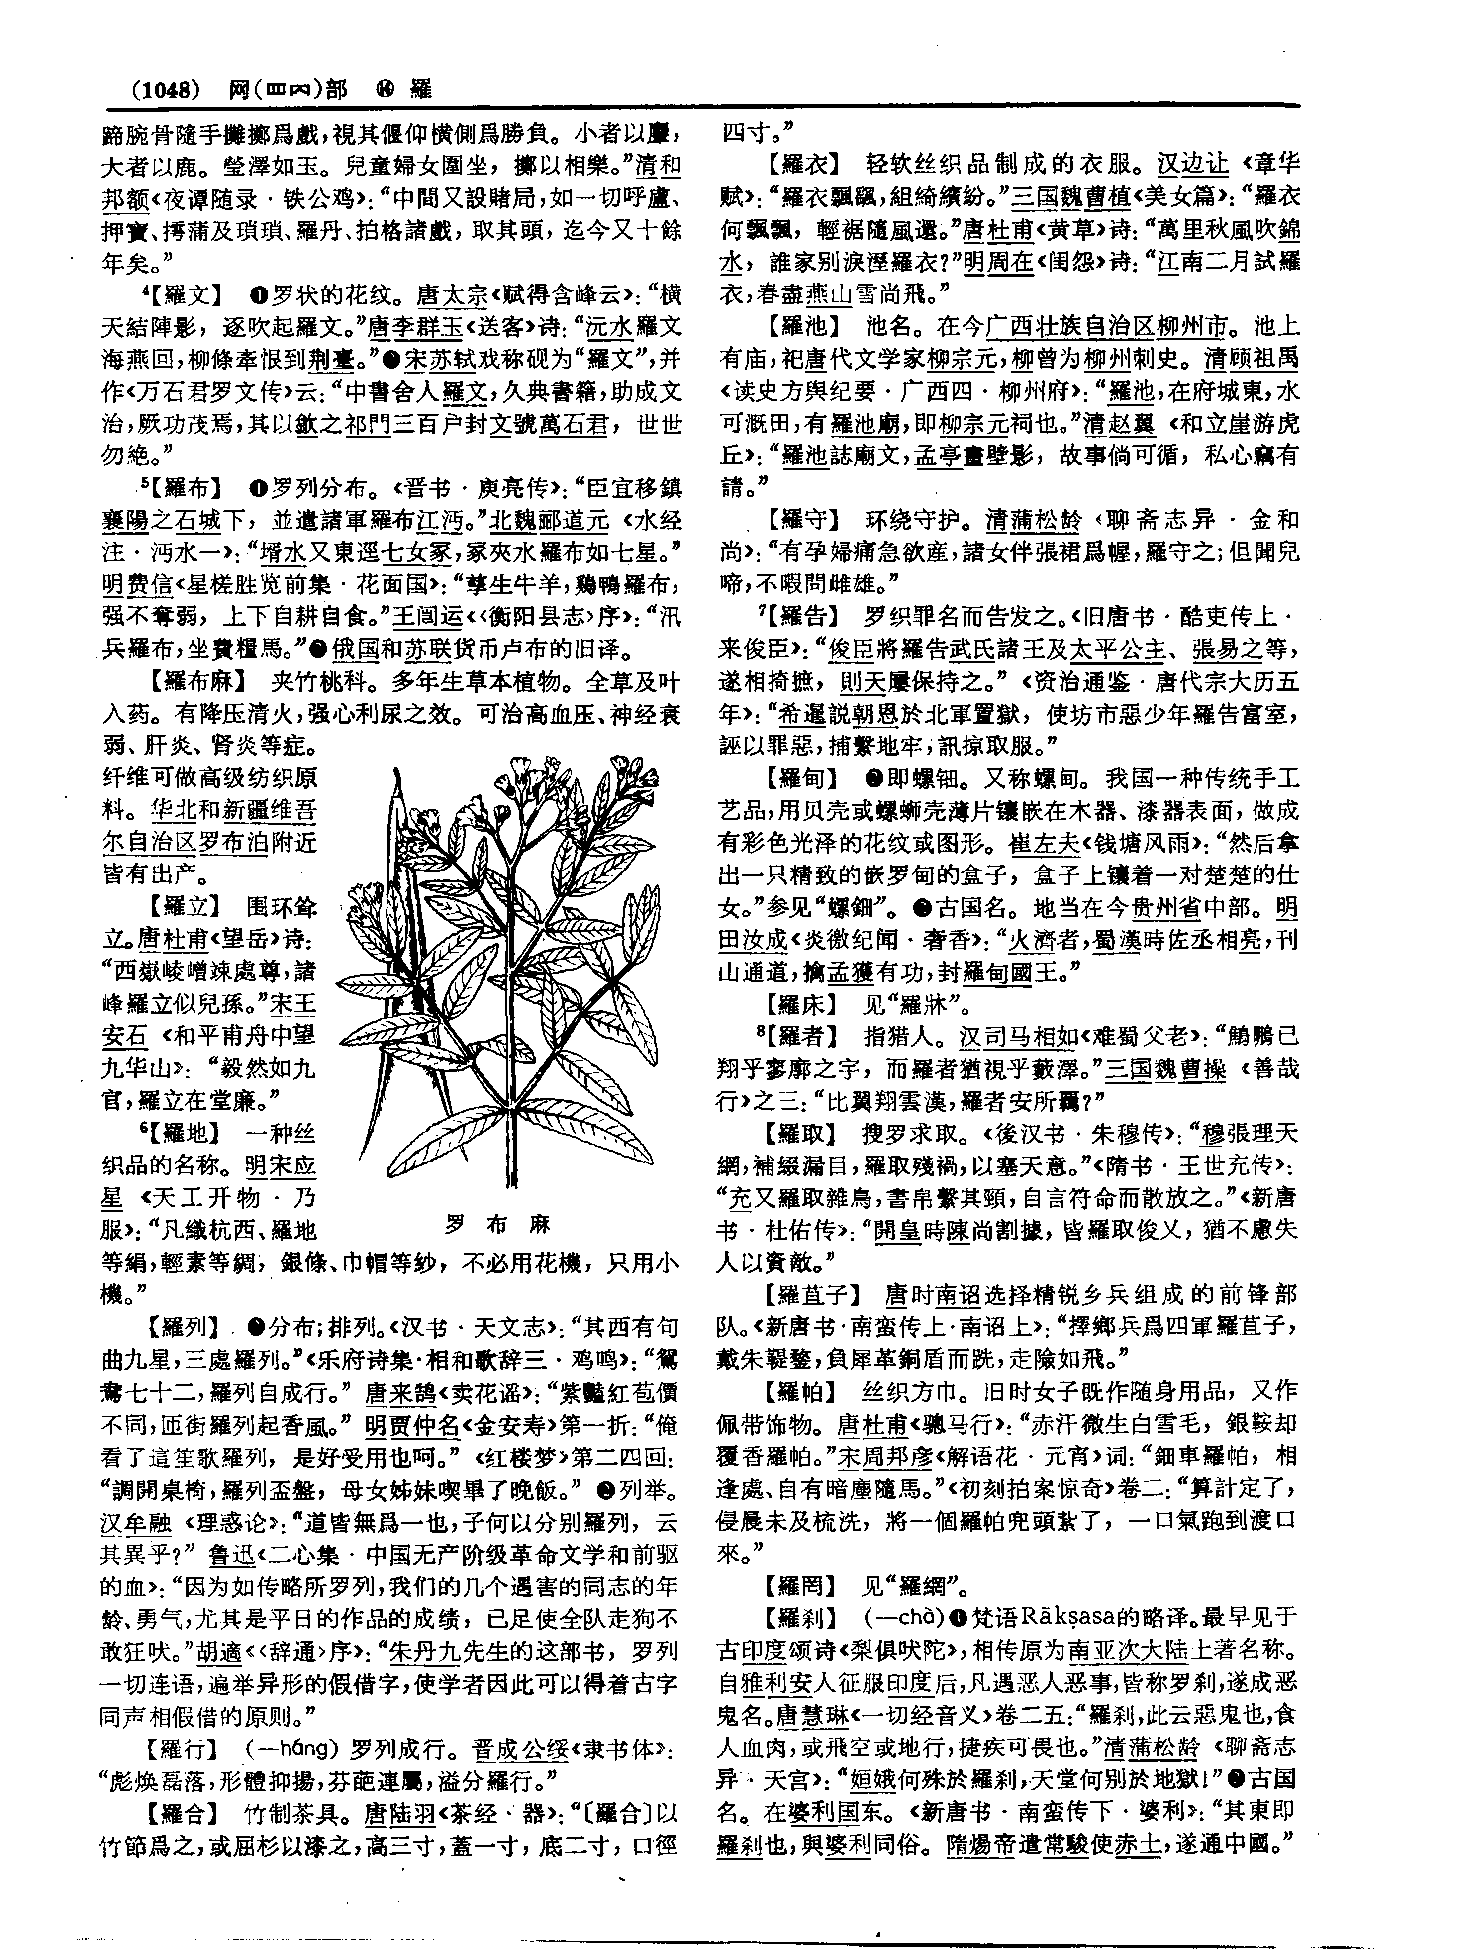 (1048) 网(罒⺳)部 ⑭ 羅
蹄腕骨隨手攤擲爲戲,視其偃仰横側爲勝負。小者以麞,
大者以鹿。瑩澤如玉。兒童婦女圍坐,擲以相樂。”清和
邦额《夜谭随录·铁公鸡》:“中間又設賭局,如一切呼盧、
押寶、摴蒲及瑣瑣、羅丹、拍格諸戲,取其頭,迄今又十餘
年矣。”
⁴【羅文】 ❶罗状的花纹。唐太宗《赋得含峰云》:“横
天結陣影,逐吹起羅文。”唐李群玉《送客》诗:“沅水羅文
海燕回,柳條牽恨到荆臺。”❷宋苏轼戏称砚为“羅文”,并
作《万石君罗文传》云:“中書舍人羅文,久典書籍,助成文
治,厥功茂焉,其以歙之祁門三百户封文號萬石君,世世
勿絶。”
⁵【羅布】 ❶罗列分布。《晋书·庾亮传》:“臣宜移鎮
襄陽之石城下,並遣諸軍羅布江沔。”北魏郦道元《水经
注·沔水一》:“壻水又東逕七女冢,冢夾水羅布如七星。”
明费信《星槎胜览前集·花面国》:“孳生牛羊,鷄鴨羅布,
强不奪弱,上下自耕自食。”王闿运《〈衡阳县志〉序》:“汛
兵羅布,坐費糧馬。”❷俄国和苏联货币卢布的旧译。
【羅布麻】 夹竹桃科。多年生草本植物。全草及叶
入药。有降压清火,强心利尿之效。可治高血压、神经衰
弱、肝炎、肾炎等症。
纤维可做高级纺织原
料。华北和新疆维吾
尔自治区罗布泊附近
皆有出产。
【羅立】 围环耸
立。唐杜甫《望岳》诗:
“西嶽崚嶒竦處尊,諸
峰羅立似兒孫。”宋王
安石《和平甫舟中望
九华山》:“毅然如九
官,羅立在堂廉。”
⁶【羅地】 一种丝
织品的名称。明宋应
星《天工开物·乃
服》:“凡織杭西、羅地
罗布麻
等絹,輕素等綢,銀條、巾帽等紗,不必用花機,只用小
機。”
【羅列】 ❶分布;排列。《汉书·天文志》:“其西有句
曲九星,三處羅列。”《乐府诗集·相和歌辞三·鸡鸣》:“鴛
鴦七十二,羅列自成行。”唐来鹄《卖花谣》:“紫豔紅苞價
不同,匝街羅列起香風。”明贾仲名《金安寿》第一折:“俺
看了這笙歌羅列,是好受用也呵。”《红楼梦》第二四回:
“調開桌椅,羅列盃盤,母女姊妹喫畢了晚飯。”❷列举。
汉牟融《理惑论》:“道皆無爲一也,子何以分别羅列,云
其異乎?”鲁迅《二心集·中国无产阶级革命文学和前驱
的血》:“因为如传略所罗列,我们的几个遇害的同志的年
龄、勇气,尤其是平日的作品的成绩,已足使全队走狗不
敢狂吠。”胡適《〈辞通〉序》:“朱丹九先生的这部书,罗列
一切连语,遍举异形的假借字,使学者因此可以得着古字
同声相假借的原则。”
【羅行】 (—háng)罗列成行。晋成公绥《隶书体》:
“彪焕磊落,形體抑揚,芬葩連屬,溢分羅行。”
【羅合】 竹制茶具。唐陆羽《茶经·器》:“〔羅合〕以
竹節爲之,或屈杉以漆之,高三寸,蓋一寸,底二寸,口徑
四寸。”
【羅衣】 轻软丝织品制成的衣服。汉边让《章华
赋》:“羅衣飄颻,組綺繽紛。”三国魏曹植《美女篇》:“羅衣
何飄飄,輕裾隨風還。”唐杜甫《黄草》诗:“萬里秋風吹錦
水,誰家别淚溼羅衣?”明周在《闺怨》诗:“江南二月試羅
衣,春盡燕山雪尚飛。”
【羅池】 池名。在今广西壮族自治区柳州市。池上
有庙,祀唐代文学家柳宗元,柳曾为柳州刺史。清顾祖禹
《读史方舆纪要·广西四·柳州府》:“羅池,在府城東,水
可溉田,有羅池廟,即柳宗元祠也。”清赵翼《和立崖游虎
丘》:“羅池誌廟文,孟亭畫壁影,故事倘可循,私心竊有
請。”
【羅守】 环绕守护。清蒲松龄《聊斋志异·金和
尚》:“有孕婦痛急欲産,諸女伴張裙爲幄,羅守之;但聞兒
啼,不暇問雌雄。”
⁷【羅告】 罗织罪名而告发之。《旧唐书·酷吏传上·
来俊臣》:“俊臣將羅告武氏諸王及太平公主、張易之等,
遂相掎摭,則天屢保持之。”《资治通鉴·唐代宗大历五
年》:“希暹説朝恩於北軍置獄,使坊市惡少年羅告富室,
誣以罪惡,捕繫地牢,訊掠取服。”
【羅甸】 ❶即螺钿。又称螺甸。我国一种传统手工
艺品,用贝壳或螺蛳壳薄片镶嵌在木器、漆器表面,做成
有彩色光泽的花纹或图形。崔左夫《钱塘风雨》:“然后拿
出一只精致的嵌罗甸的盒子,盒子上镶着一对楚楚的仕
女。”参见“螺鈿”。❷古国名。地当在今贵州省中部。明
田汝成《炎徼纪闻·奢香》:“火濟者,蜀漢時佐丞相亮,刊
山通道,擒孟獲有功,封羅甸國王。”
【羅床】 见“羅牀”。
⁸【羅者】 指猎人。汉司马相如《难蜀父老》:“鷦鵬已
翔乎寥廓之宇,而羅者猶視乎藪澤。”三国魏曹操《善哉
行》之三:“比翼翔雲漢,羅者安所羈?”
【羅取】 搜罗求取。《後汉书·朱穆传》:“穆張理天
網,補綴漏目,羅取殘禍,以塞天意。”《隋书·王世充传》:
“充又羅取雜鳥,書帛繫其頸,自言符命而散放之。”《新唐
书·杜佑传》:“開皇時陳尚割據,皆羅取俊乂,猶不慮失
人以資敵。”
【羅苴子】 唐时南诏选择精锐乡兵组成的前锋部
队。《新唐书·南蛮传上·南诏上》:“擇鄉兵爲四軍羅苴子,
戴朱鞮鍪,負犀革銅盾而跣,走險如飛。”
【羅帕】 丝织方巾。旧时女子既作随身用品,又作
佩带饰物。唐杜甫《骢马行》:“赤汗微生白雪毛,銀鞍却
覆香羅帕。”宋周邦彦《解语花·元宵》词:“鈿車羅帕,相
逢處、自有暗塵隨馬。”《初刻拍案惊奇》卷二:“算計定了,
侵晨未及梳洗,將一個羅帕兜頭紮了,一口氣跑到渡口
來。”
【羅罔】 见“羅網”。
【羅刹】 (—chà)❶梵语Rākṣasa的略译。最早见于
古印度颂诗《梨俱吠陀》,相传原为南亚次大陆上著名称。
自雅利安人征服印度后,凡遇恶人恶事,皆称罗刹,遂成恶
鬼名。唐慧琳《一切经音义》卷二五:“羅刹,此云惡鬼也,食
人血肉,或飛空或地行,捷疾可畏也。”清蒲松龄《聊斋志
异·天宫》:“姮娥何殊於羅刹,天堂何别於地獄!”❷古国
名。在婆利国东。《新唐书·南蛮传下·婆利》:“其東即
羅刹也,與婆利同俗。隋煬帝遣常駿使赤土,遂通中國。”